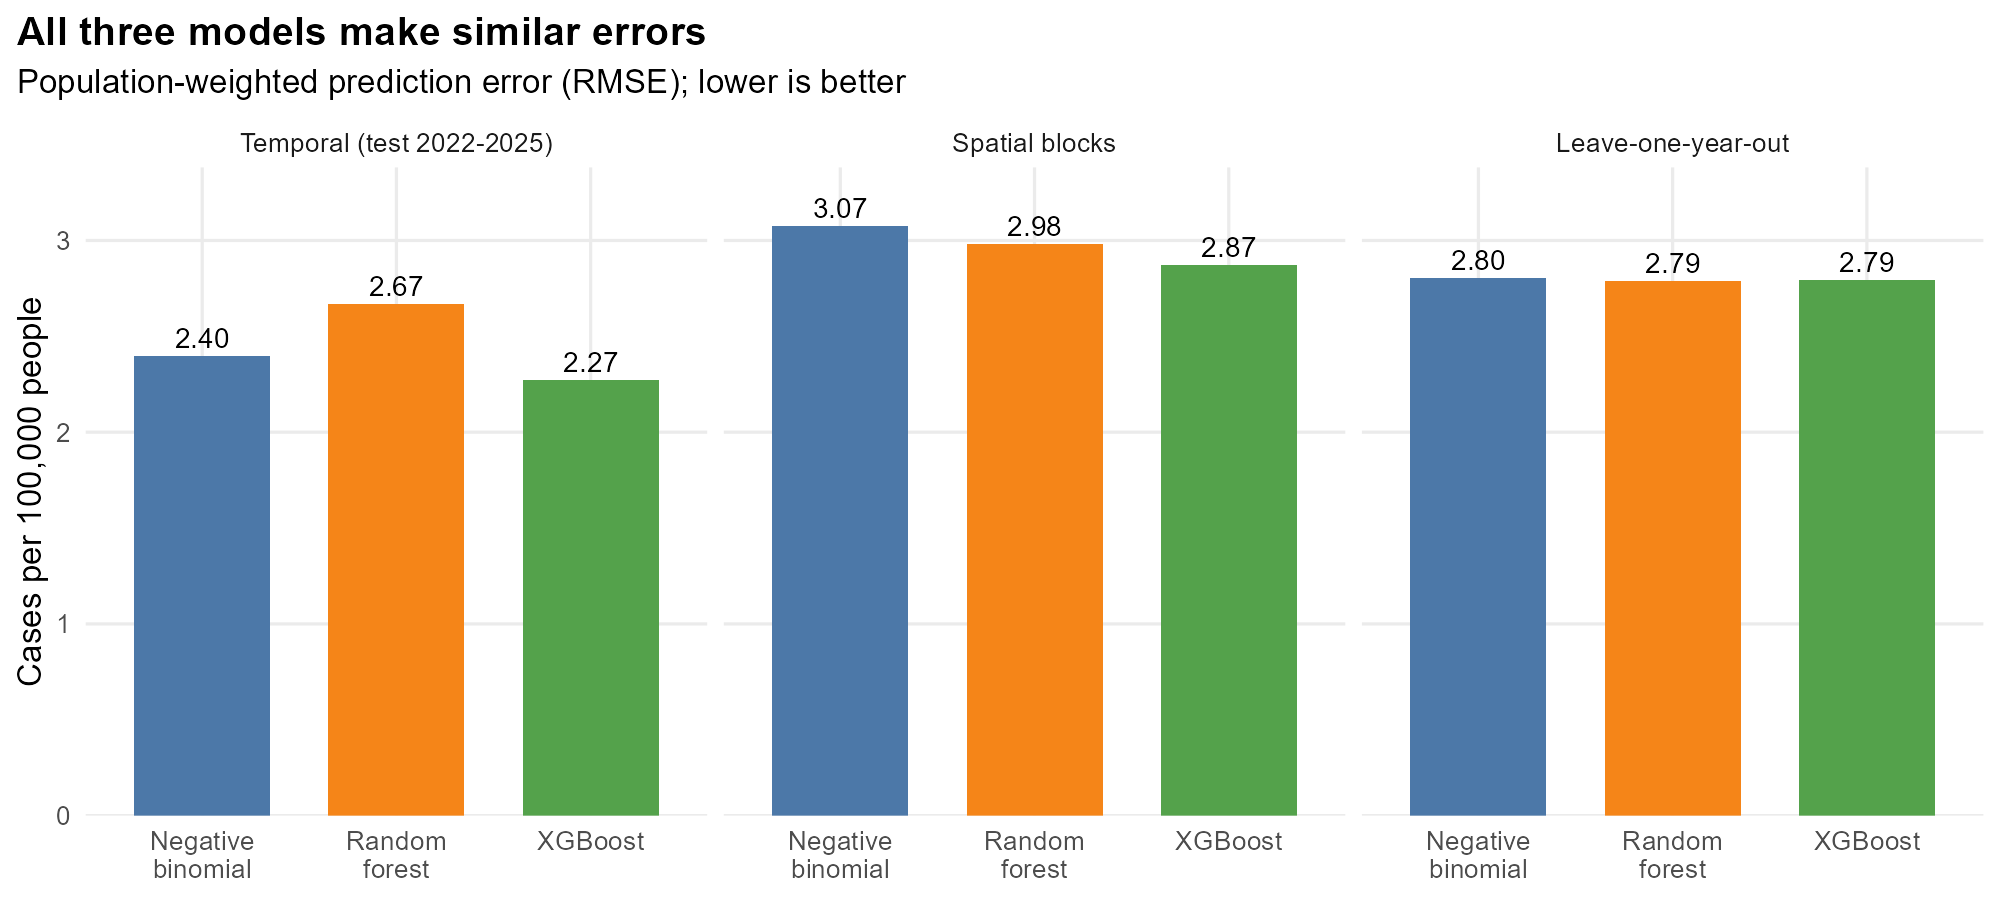 All three models make similar errors
Population-weighted prediction error (RMSE); lower is better
Cases per 100,000 people
Temporal (test 2022-2025)
Spatial blocks
Leave-one-year-out
3
2
1
0
2.40
2.67
2.27
3.07
2.98
2.87
2.80
2.79
2.79
Negative
binomial
Random
forest
XGBoost
Negative
binomial
Random
forest
XGBoost
Negative
binomial
Random
forest
XGBoost